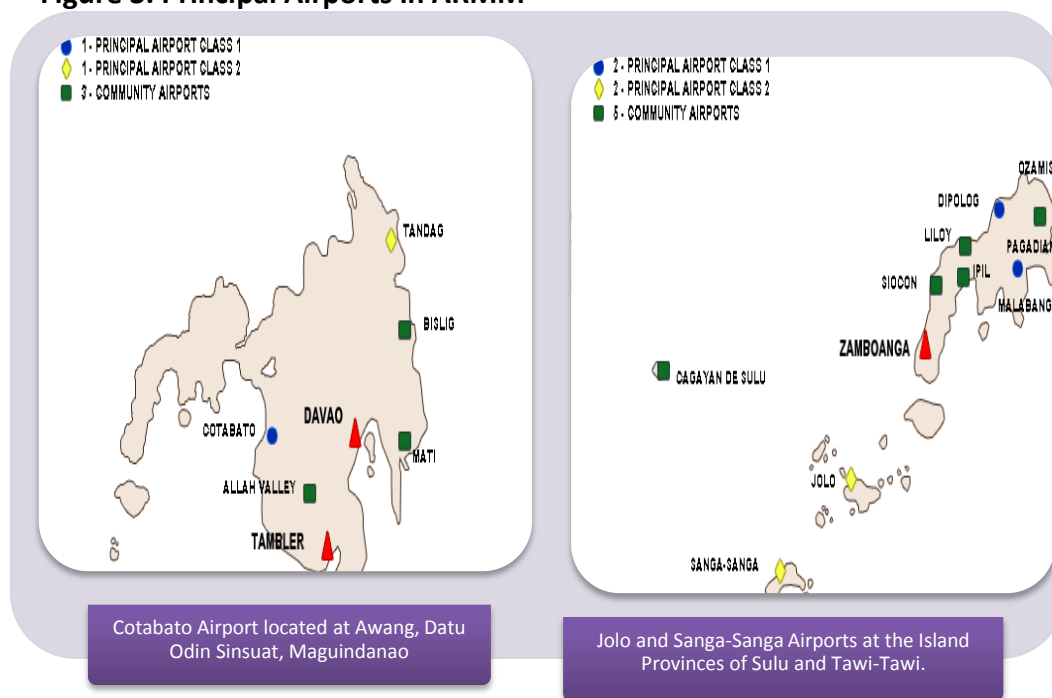 1 - PRINCIPAL AIRPORT CLASS 1
1- PRINCIPAL AIRPORT CLASS 2
3 - COMMUNITY AIRPORTS
TANDAG
BISLIG
DAVAO
COTABATO
MATI
ALLAH VALLEY
TAMBLER
Cotabato Airport located at Awang, Datu
Odin Sinsuat, Maguindanao
2 - PRINCIPAL AIRPORT CLASS 1
2 - PRINCIPAL AIRPORT CLASS 2
5 - COMMUNITY AIRPORTS
OZAMIS
DIPOLOG
LILOY
PAGADIAN
IPIL
SIOCON
MALABANG
ZAMBOANGA
CAGAYAN DE SULU
JOLO
SANGA-SANGA
Jolo and Sanga-Sanga Airports at the Island
Provinces of Sulu and Tawi-Tawi.